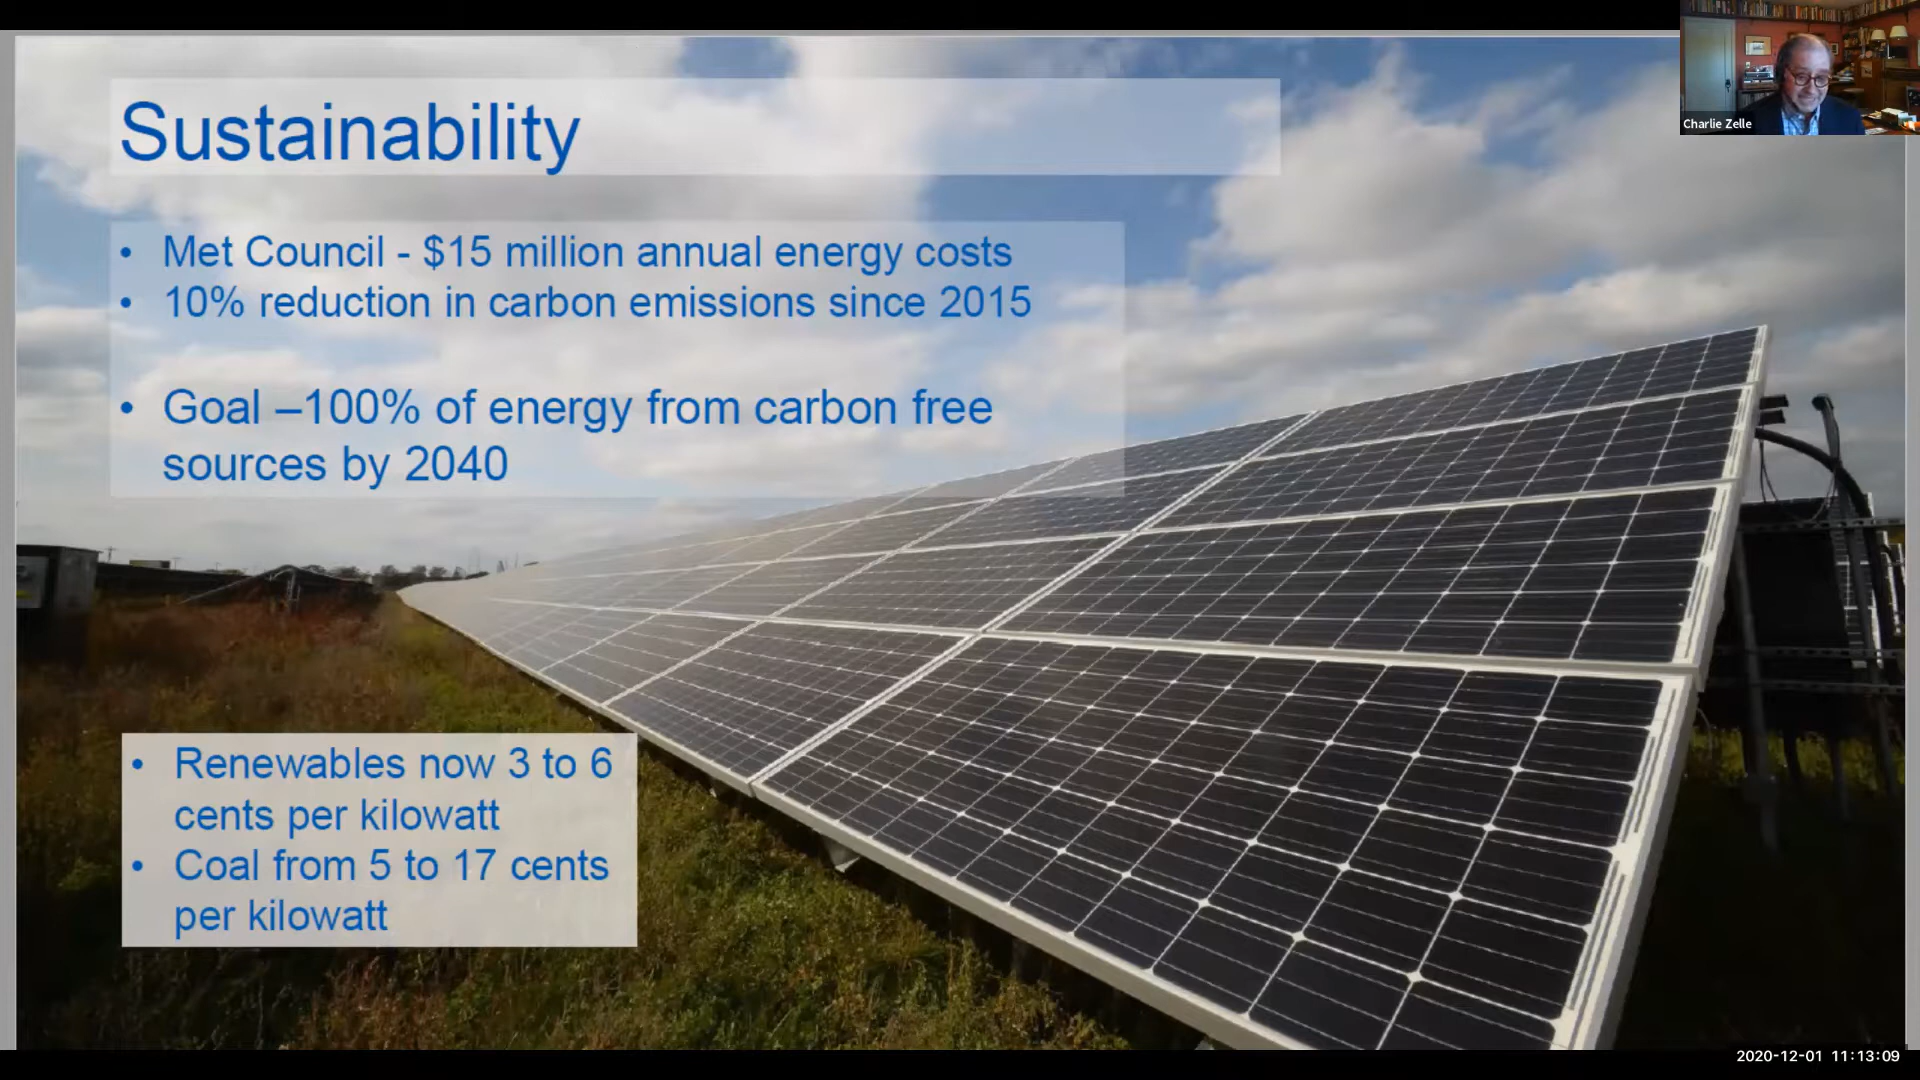 Sustainability
• Met Council - $15 million annual energy costs
• 10% reduction in carbon emissions since 2015
• Goal –100% of energy from carbon free
sources by 2040
• Renewables now 3 to 6
cents per kilowatt
• Coal from 5 to 17 cents
per kilowatt
Charlie Zelle
2020-12-01 11:13:09